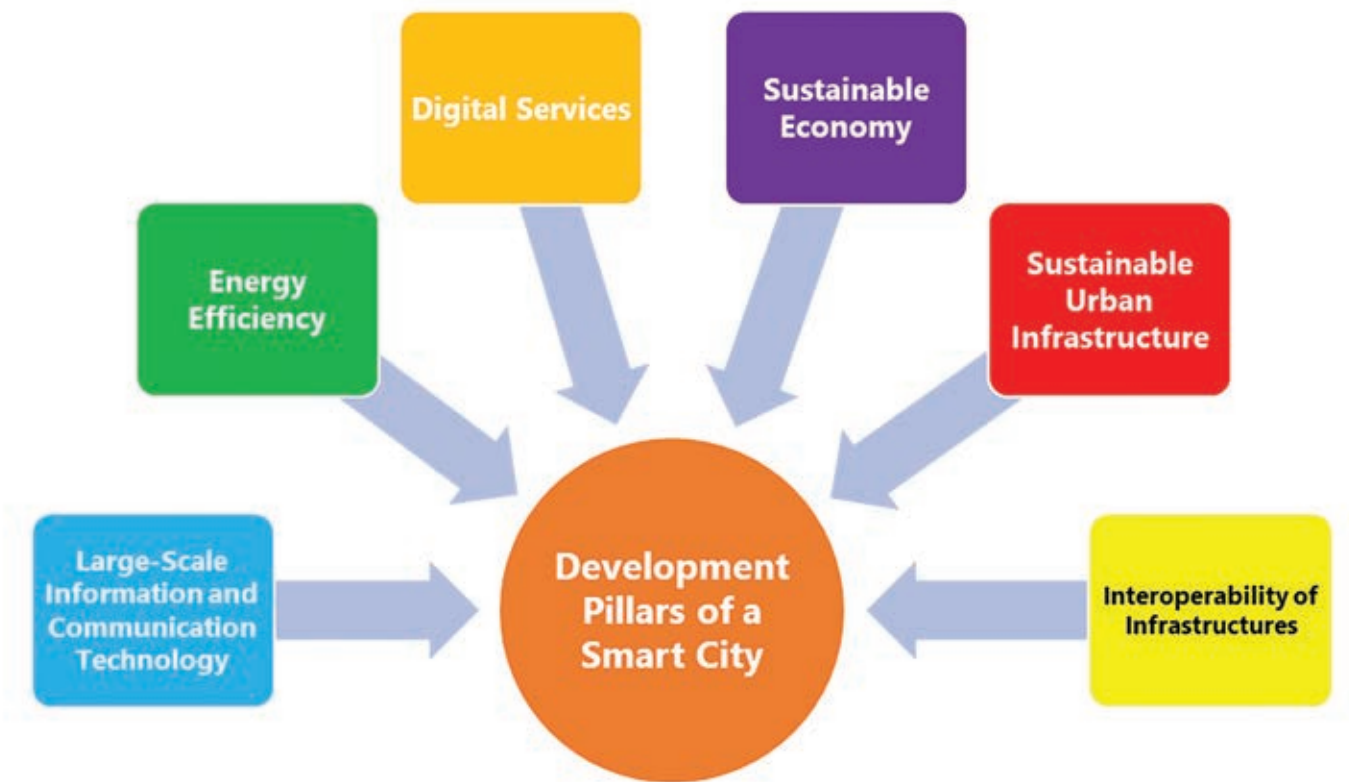 Digital Services
Sustainable
Economy
Energy
Efficiency
Sustainable
Urban
Infrastructure
Large-Scale
Information and
Communication
Technology
Development
Pillars of a
Smart City
Interoperability of
Infrastructures